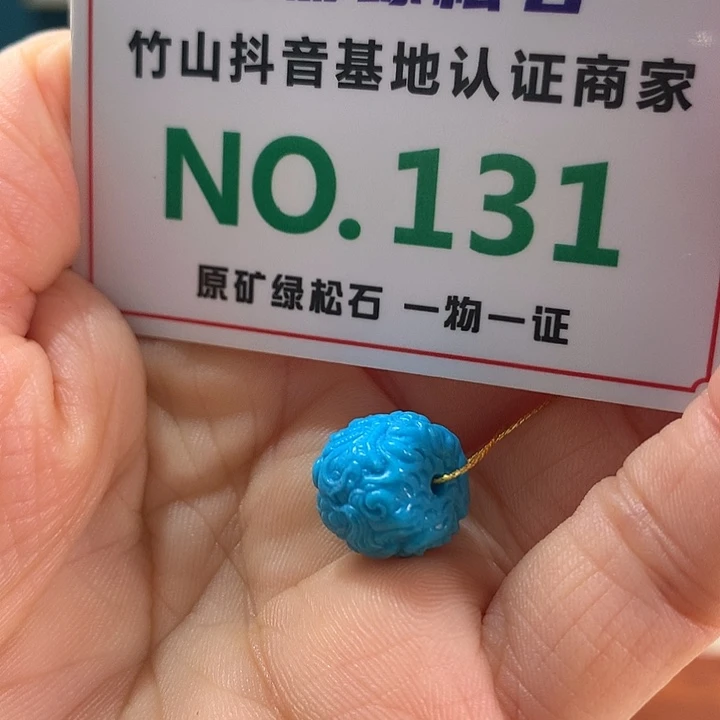 竹山抖音基地认证商家
NO.131
原矿绿松石 一物一证